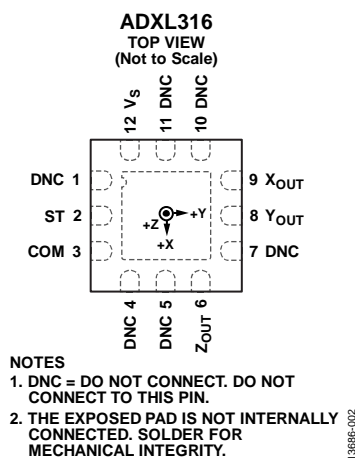 ADXL316
TOP VIEW
(Not to Scale)
12 VS
11 DNC
10 DNC
DNC 1
ST 2
COM 3
9 XOUT
8 YOUT
7 DNC
+Z
+Y
+X
DNC 4
DNC 5
ZOUT 6
NOTES
1. DNC = DO NOT CONNECT. DO NOT
CONNECT TO THIS PIN.
2. THE EXPOSED PAD IS NOT INTERNALLY
CONNECTED. SOLDER FOR
MECHANICAL INTEGRITY.
13686-002